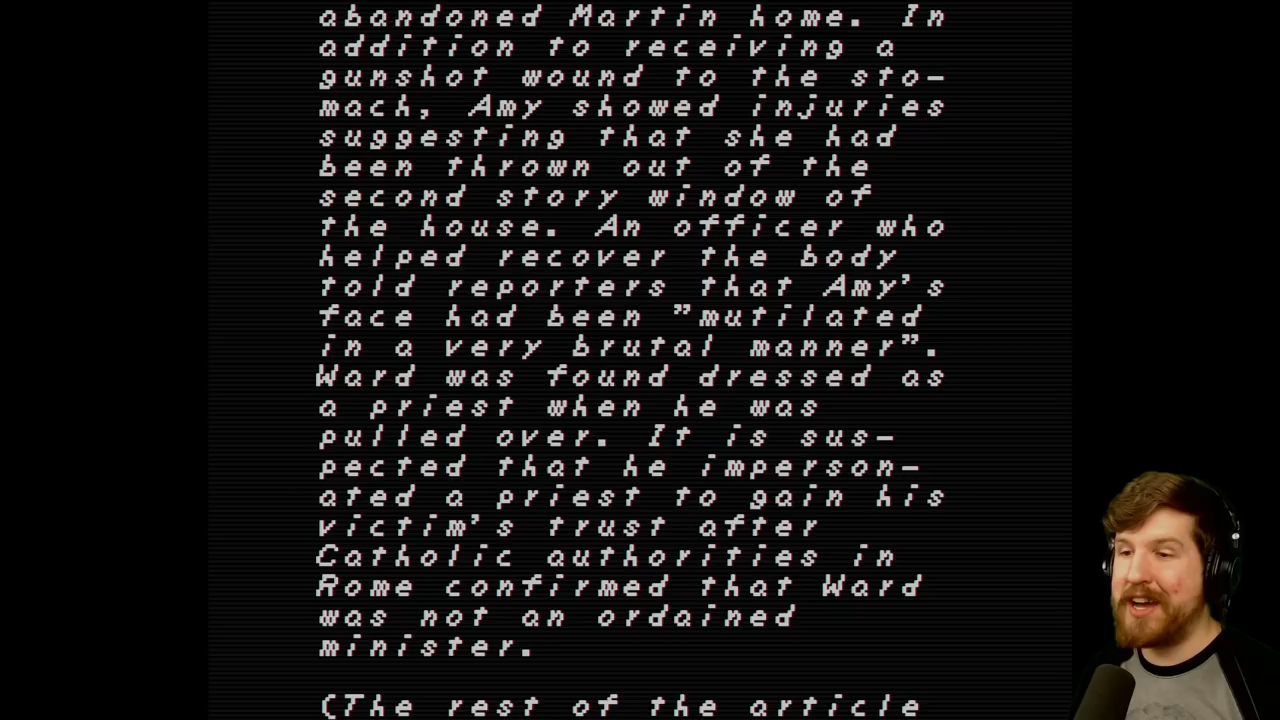 abandoned Martin home. In
addition to receiving a
gunshot wound to the sto-
mach, Amy showed injuries
suggesting that she had
been thrown out of the
second story window of
the house. An officer who
helped recover the body
told reporters that Amy's
face had been "mutilated
in a very brutal manner".
Ward was found dressed as
a priest when he was
pulled over. It is sus-
pected that he imperson-
ated a priest to gain his
victim's trust after
Catholic authorities in
Rome confirmed that Ward
was not an ordained
minister.
(The rest of the article